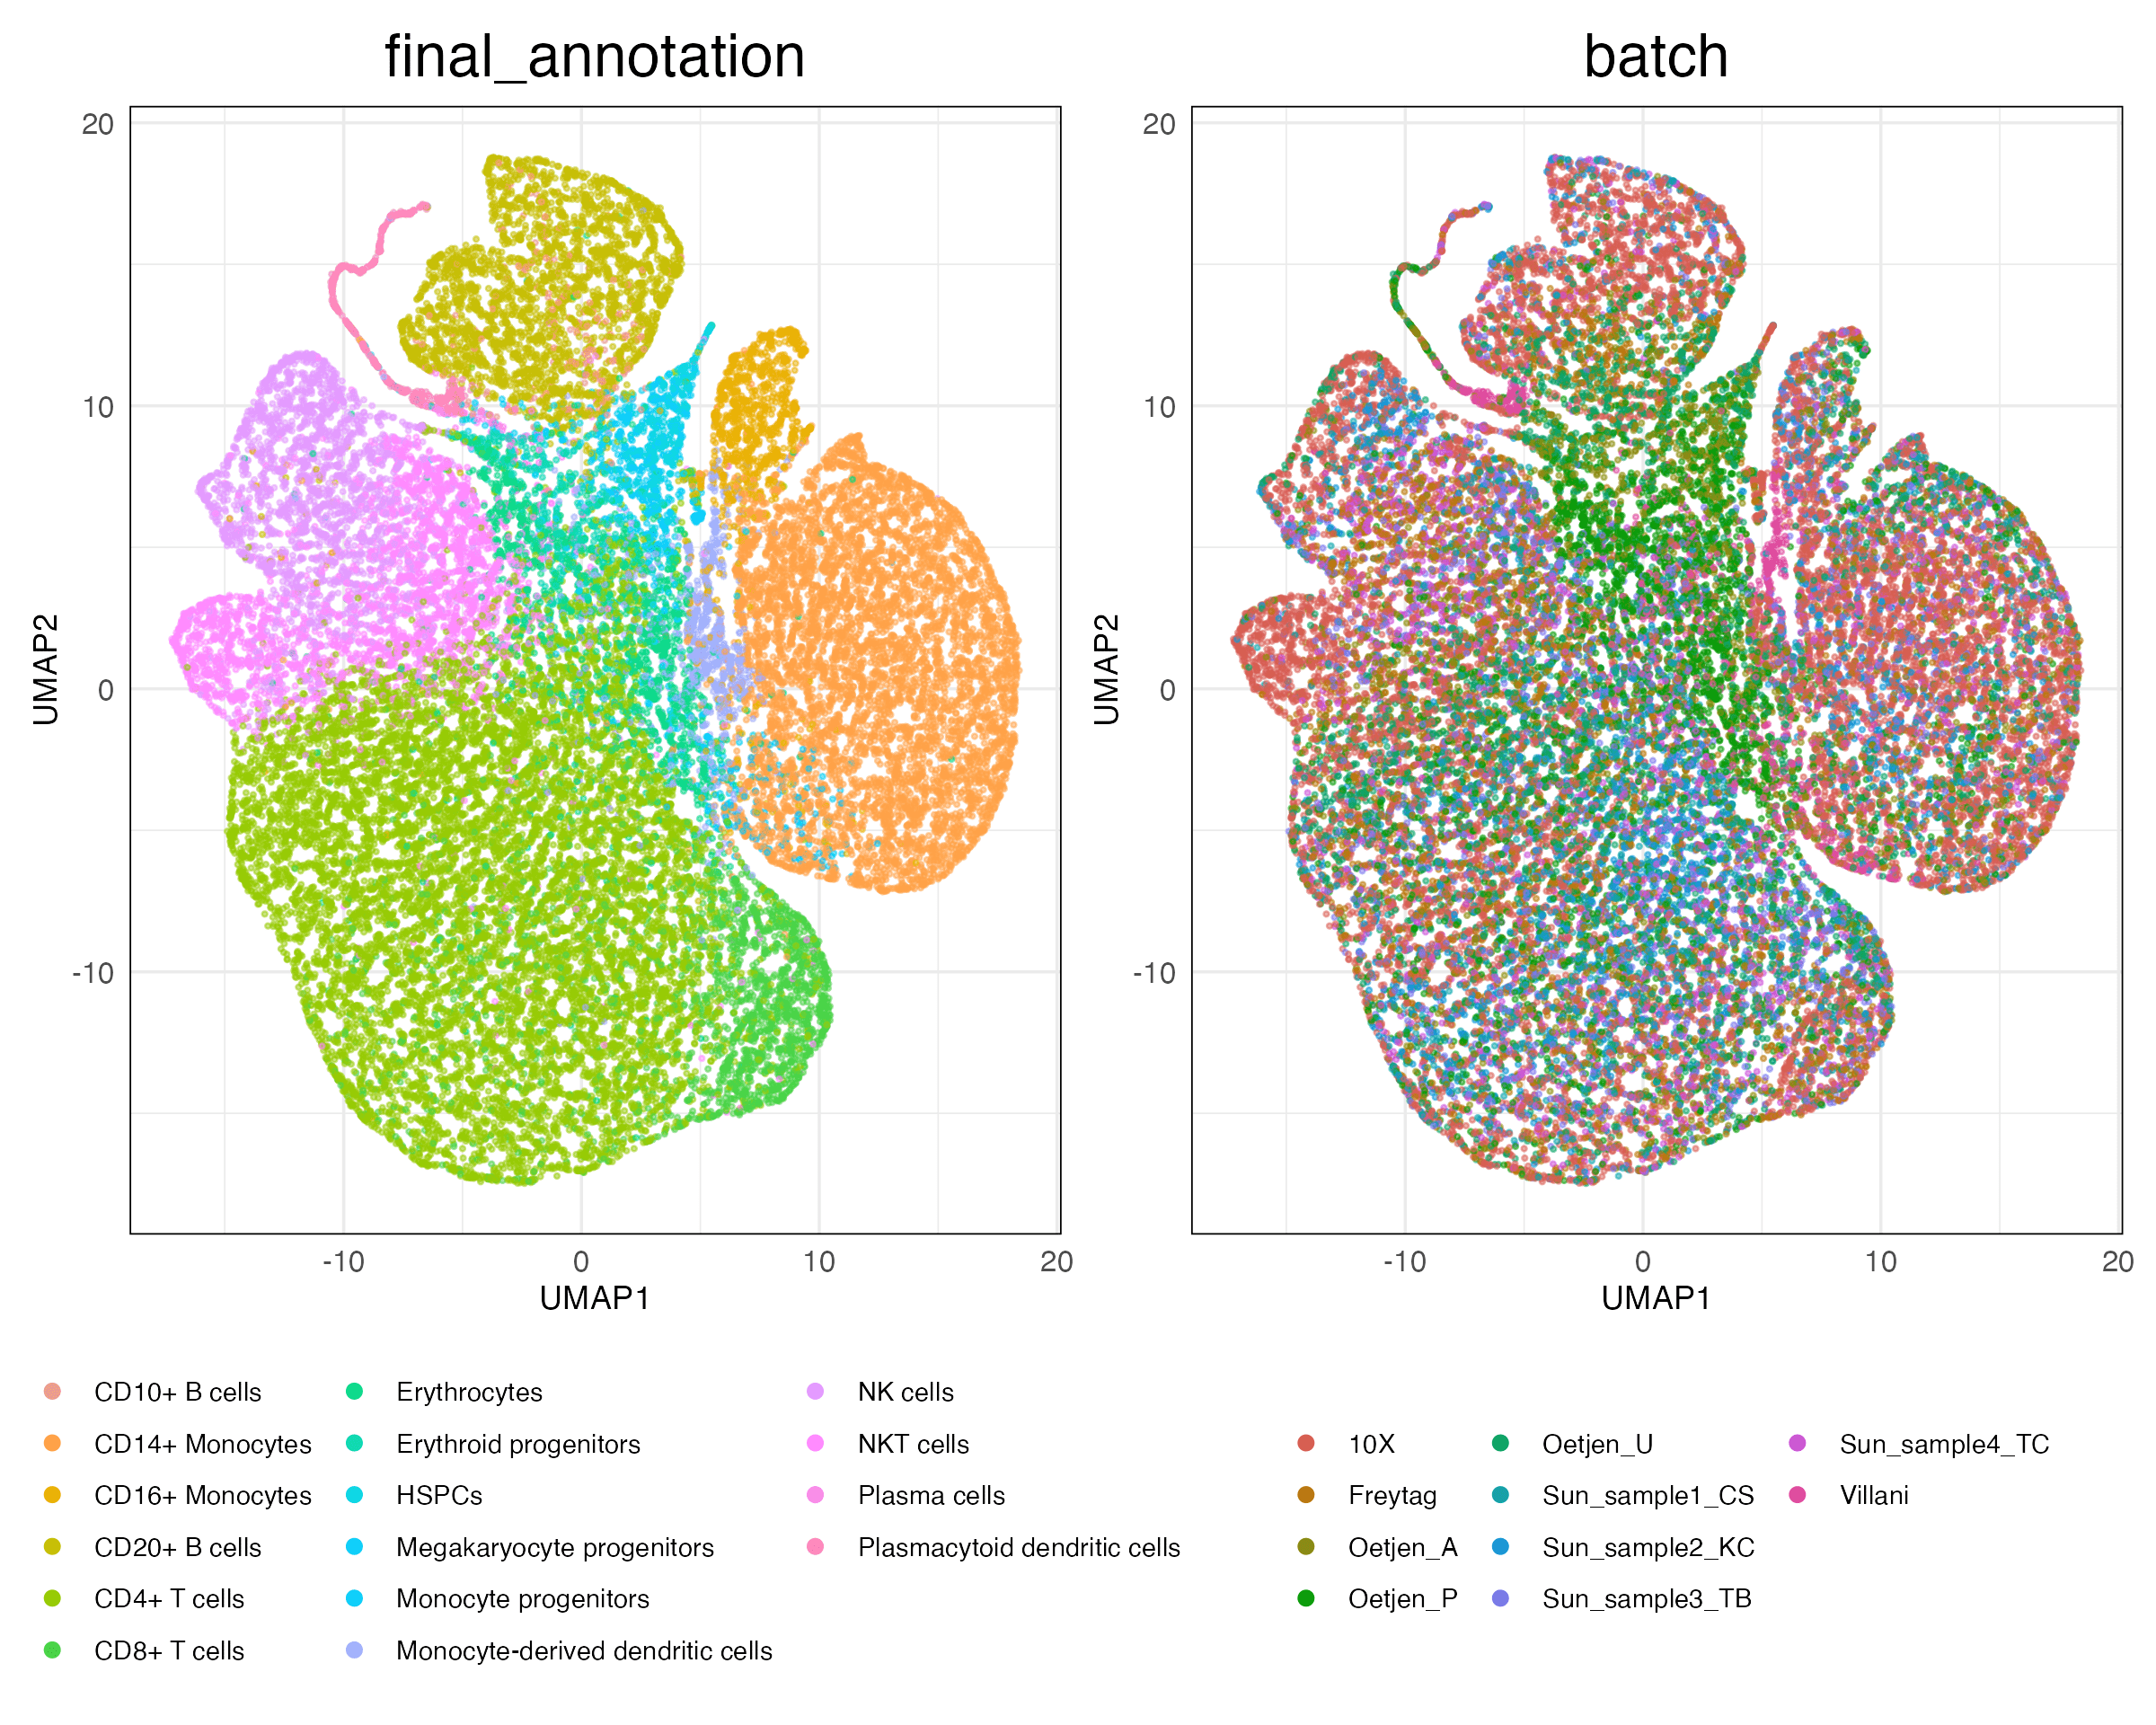 final_annotation
batch
20
10
0
-10
UMAP2
-10
0
10
20
UMAP1
20
10
0
-10
UMAP2
-10
0
10
20
UMAP1
CD10+ B cells
CD14+ Monocytes
CD16+ Monocytes
CD20+ B cells
CD4+ T cells
CD8+ T cells
Erythrocytes
Erythroid progenitors
HSPCs
Megakaryocyte progenitors
Monocyte progenitors
Monocyte-derived dendritic cells
NK cells
NKT cells
Plasma cells
Plasmacytoid dendritic cells
10X
Freytag
Oetjen_A
Oetjen_P
Oetjen_U
Sun_sample1_CS
Sun_sample2_KC
Sun_sample3_TB
Sun_sample4_TC
Villani